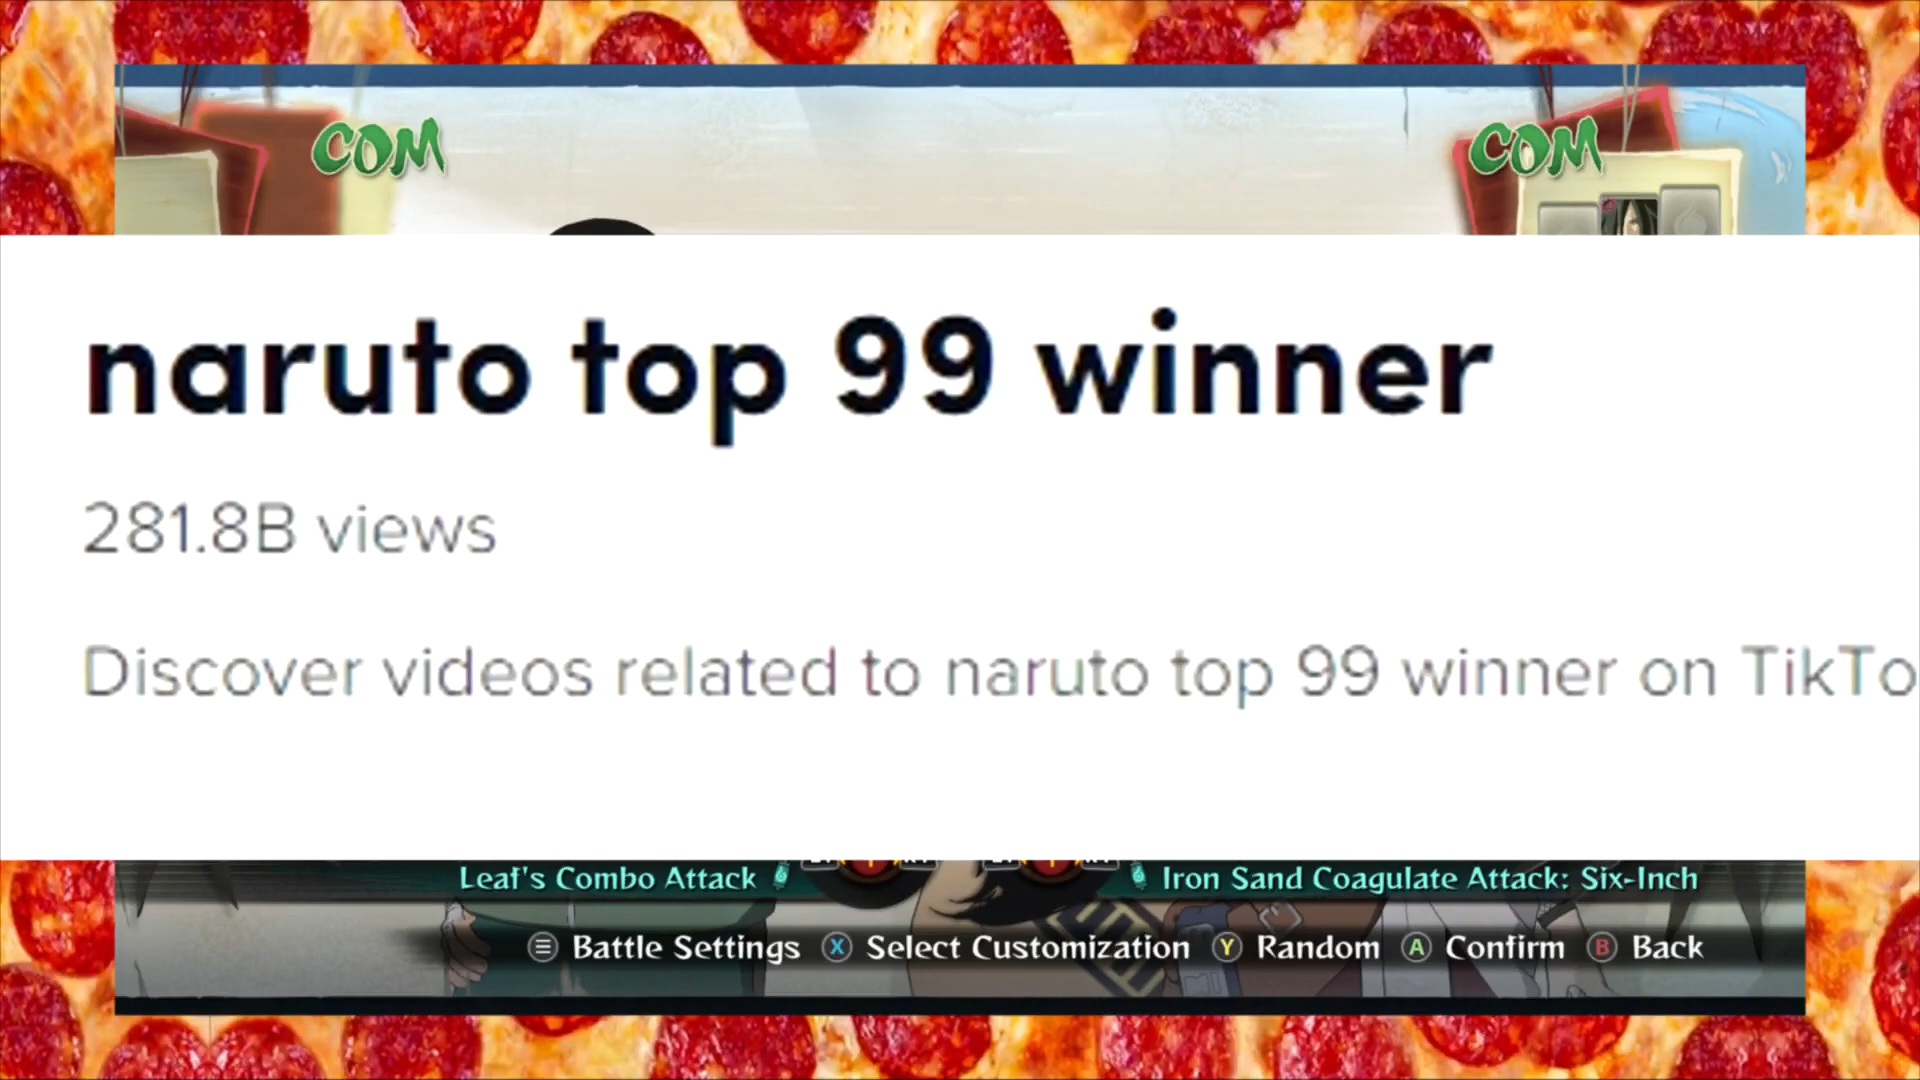 COM COM
naruto top 99 winner
281.8B views
Discover videos related to naruto top 99 winner on TikTo
Leaf's Combo Attack Iron Sand Coagulate Attack: Six-Inch
Battle Settings X Select Customization Y Random A Confirm B Back